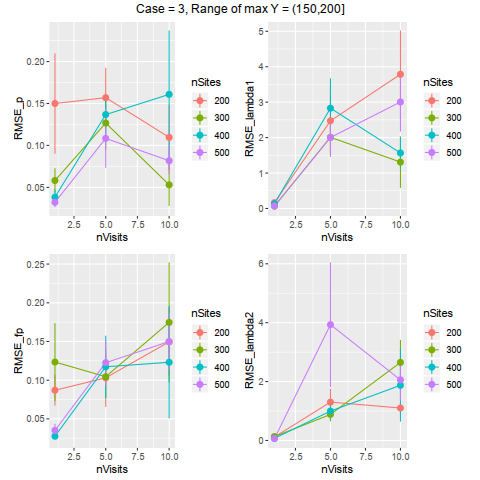 Case = 3, Range of max Y = (150,200]
RMSE_p
0.20
0.15
0.10
0.05
2.5 5.0 7.5 10.0
nVisits
nSites
200
300
400
500
RMSE_lambda1
5
4
3
2
1
0
2.5 5.0 7.5 10.0
nVisits
nSites
200
300
400
500
RMSE_fp
0.25
0.20
0.15
0.10
0.05
2.5 5.0 7.5 10.0
nVisits
nSites
200
300
400
500
RMSE_lambda2
6
4
2
0
2.5 5.0 7.5 10.0
nVisits
nSites
200
300
400
500